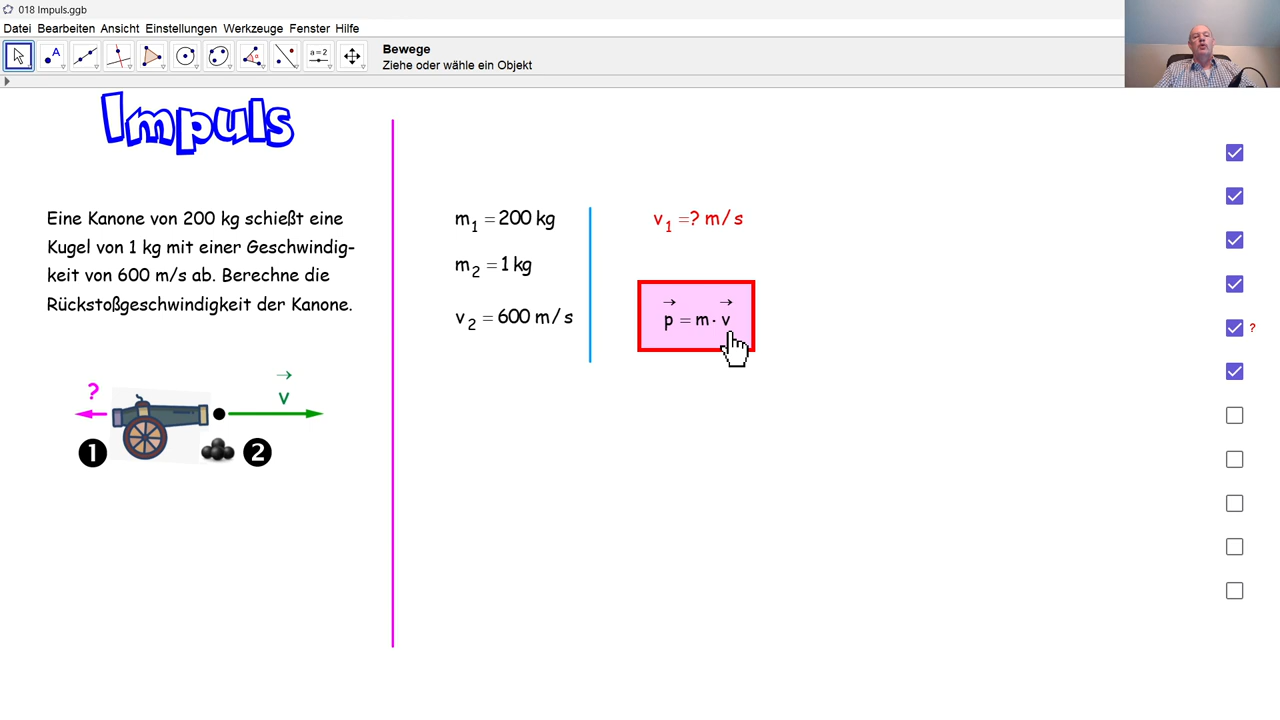 018 Impuls.ggb
Datei Bearbeiten Ansicht Einstellungen Werkzeuge Fenster Hilfe
A
a=2
Bewege
Ziehe oder wähle ein Objekt
Impuls
Eine Kanone von 200 kg schießt eine
Kugel von 1 kg mit einer Geschwindig-
keit von 600 m/s ab. Berechne die
Rückstoßgeschwindigkeit der Kanone.
m₁ = 200 kg
m₂ = 1 kg
v₂ = 600 m/s
v₁ =? m/s
p⃗ = m · v⃗
?
v⃗
1
2
?